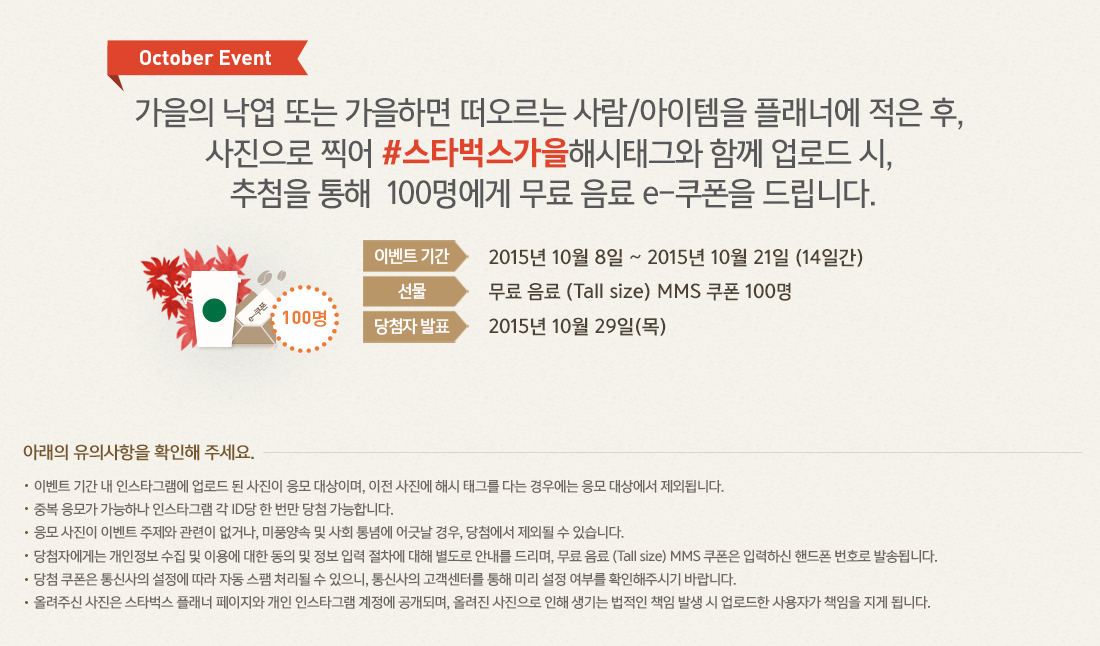 October Event
가을의 낙엽 또는 가을하면 떠오르는 사람/아이템을 플래너에 적은 후,
사진으로 찍어 #스타벅스가을해시태그와 함께 업로드 시,
추첨을 통해 100명에게 무료 음료 e-쿠폰을 드립니다.
e-쿠폰
100명
이벤트 기간 2015년 10월 8일 ~ 2015년 10월 21일 (14일간)
선물 무료 음료 (Tall size) MMS 쿠폰 100명
당첨자 발표 2015년 10월 29일(목)
아래의 유의사항을 확인해 주세요.
· 이벤트 기간 내 인스타그램에 업로드 된 사진이 응모 대상이며, 이전 사진에 해시 태그를 다는 경우에는 응모 대상에서 제외됩니다.
· 중복 응모가 가능하나 인스타그램 각 ID당 한 번만 당첨 가능합니다.
· 응모 사진이 이벤트 주제와 관련이 없거나, 미풍양속 및 사회 통념에 어긋날 경우, 당첨에서 제외될 수 있습니다.
· 당첨자에게는 개인정보 수집 및 이용에 대한 동의 및 정보 입력 절차에 대해 별도로 안내를 드리며, 무료 음료 (Tall size) MMS 쿠폰은 입력하신 핸드폰 번호로 발송됩니다.
· 당첨 쿠폰은 통신사의 설정에 따라 자동 스팸 처리될 수 있으니, 통신사의 고객센터를 통해 미리 설정 여부를 확인해주시기 바랍니다.
· 올려주신 사진은 스타벅스 플래너 페이지와 개인 인스타그램 계정에 공개되며, 올려진 사진으로 인해 생기는 법적인 책임 발생 시 업로드한 사용자가 책임을 지게 됩니다.